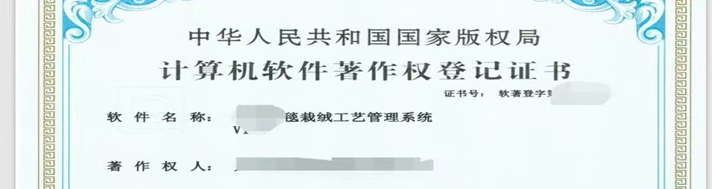 中华人民共和国国家版权局
计算机软件著作权登记证书
证书号： 软著登字第
软 件 名 称： 毯栽绒工艺管理系统
V1
著 作 权 人：